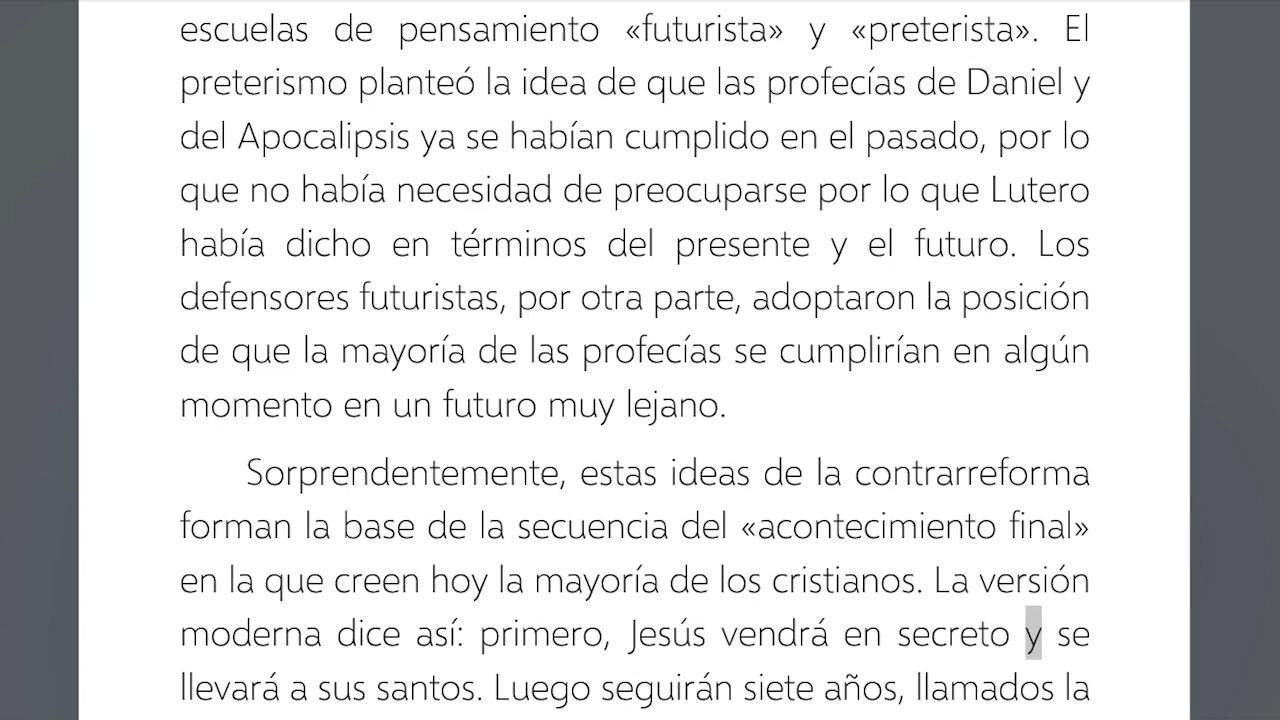 escuelas de pensamiento «futurista» y «preterista». El
preterismo planteó la idea de que las profecías de Daniel y
del Apocalipsis ya se habían cumplido en el pasado, por lo
que no había necesidad de preocuparse por lo que Lutero
había dicho en términos del presente y el futuro. Los
defensores futuristas, por otra parte, adoptaron la posición
de que la mayoría de las profecías se cumplirían en algún
momento en un futuro muy lejano.
Sorprendentemente, estas ideas de la contrarreforma
forman la base de la secuencia del «acontecimiento final»
en la que creen hoy la mayoría de los cristianos. La versión
moderna dice así: primero, Jesús vendrá en secreto y se
llevará a sus santos. Luego seguirán siete años, llamados la